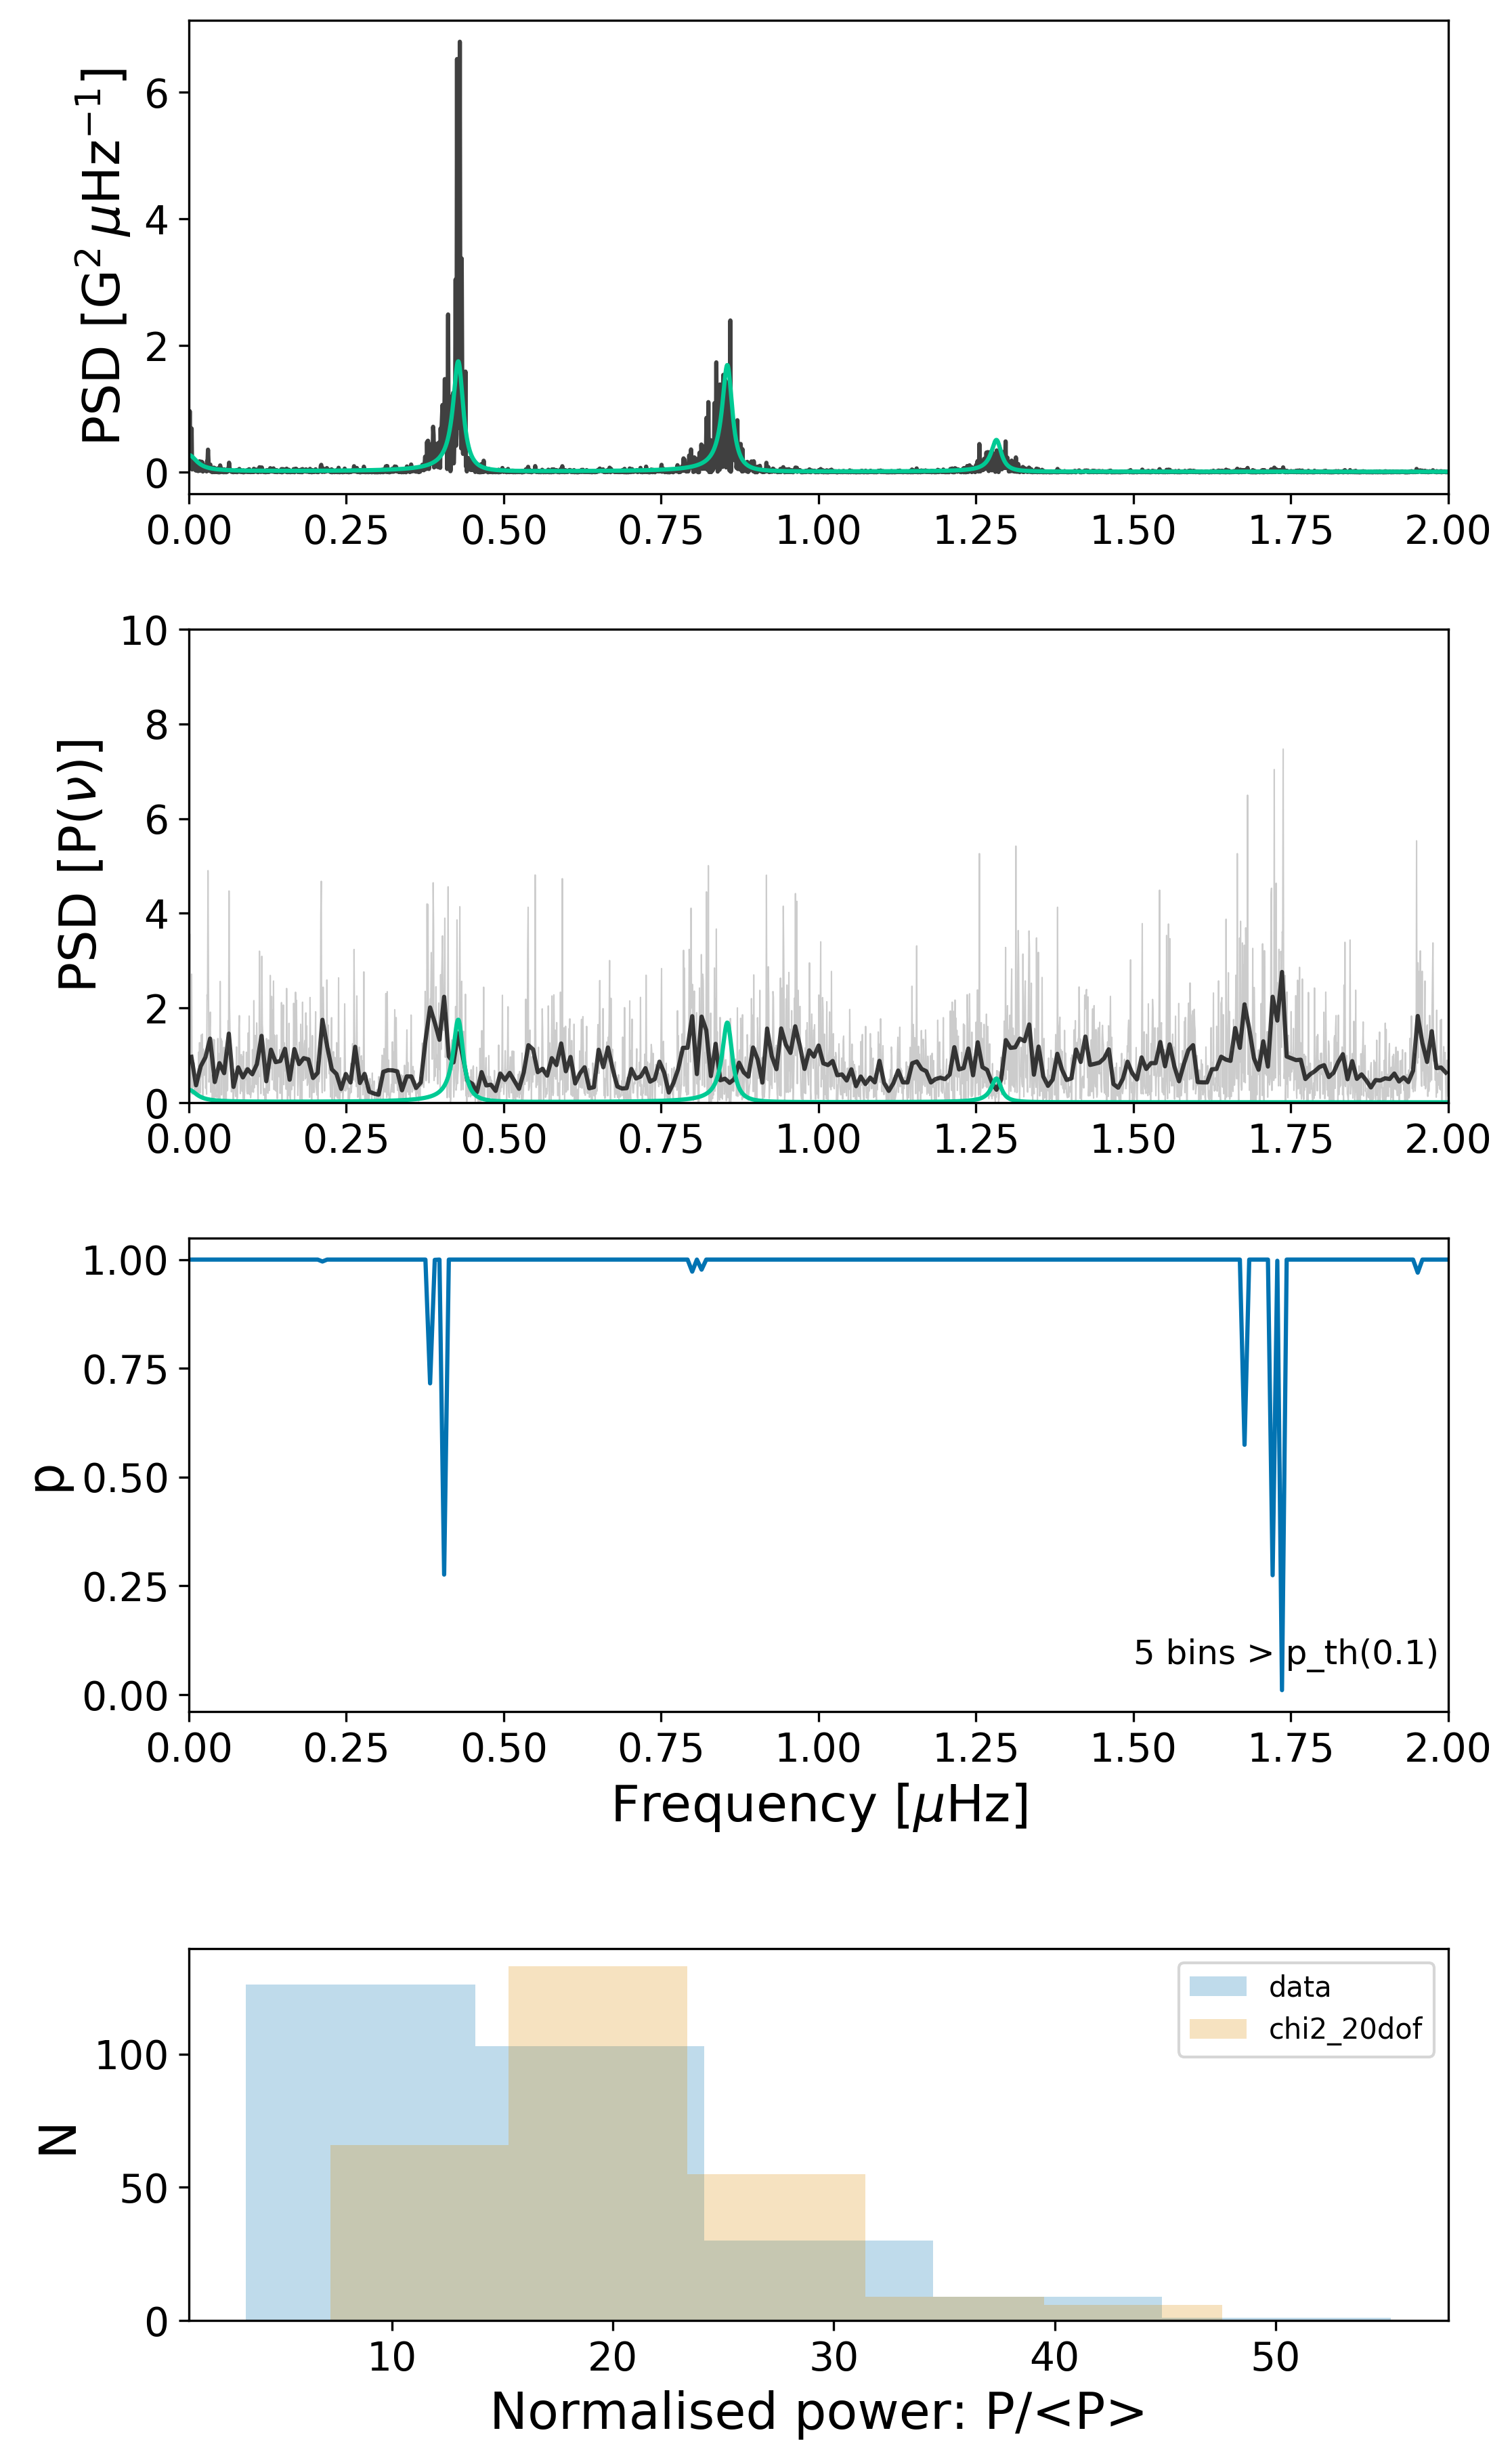 PSD [G² μHz⁻¹]
6
4
2
0
0.00 0.25 0.50 0.75 1.00 1.25 1.50 1.75 2.00
PSD [P(ν)]
10
8
6
4
2
0
0.00 0.25 0.50 0.75 1.00 1.25 1.50 1.75 2.00
p
1.00
0.75
0.50
0.25
0.00
5 bins > p_th(0.1)
0.00 0.25 0.50 0.75 1.00 1.25 1.50 1.75 2.00
Frequency [μHz]
N
100
50
0
data
chi2_20dof
10 20 30 40 50
Normalised power: P/<P>